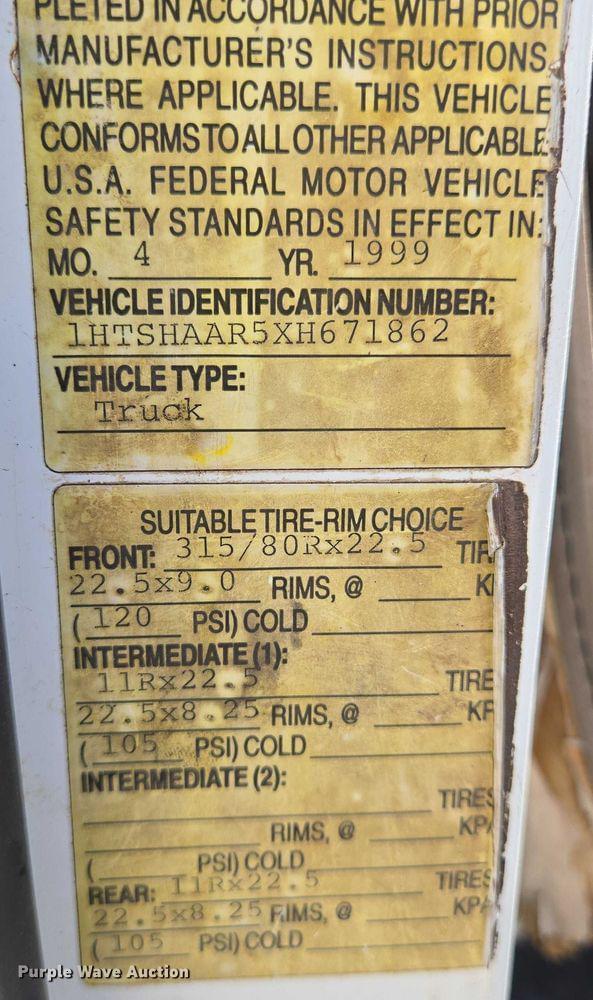 PLETED IN ACCORDANCE WITH PRIOR
MANUFACTURER'S INSTRUCTIONS,
WHERE APPLICABLE. THIS VEHICLE
CONFORMS TO ALL OTHER APPLICABLE
U.S.A. FEDERAL MOTOR VEHICLE
SAFETY STANDARDS IN EFFECT IN:
MO. 4 YR. 1999
VEHICLE IDENTIFICATION NUMBER:
1HTSHAAR5XH671862
VEHICLE TYPE:
Truck
SUITABLE TIRE-RIM CHOICE
FRONT: 315/80Rx22.5 TIR
22.5x9.0 RIMS, @ K
(120 PSI) COLD
INTERMEDIATE (1):
11Rx22.5 TIRE
22.5x8.25 RIMS, @ KP
(105 PSI) COLD
INTERMEDIATE (2):
TIRES
RIMS, @ KPA
( PSI) COLD
REAR: 11Rx22.5 TIRES
22.5x8.25 RIMS, @ KPA
(105 PSI) COLD
Purple Wave Auction